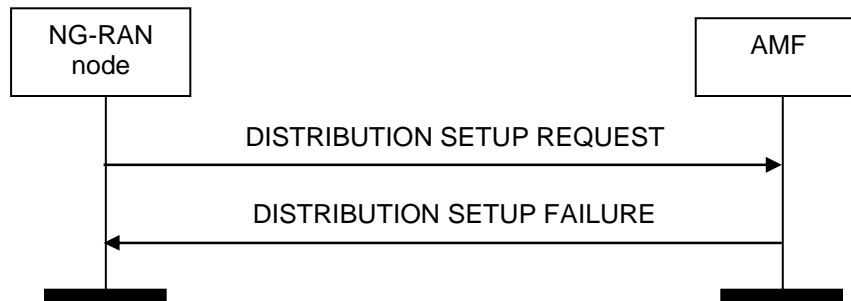 NG-RAN
node
AMF
DISTRIBUTION SETUP REQUEST
DISTRIBUTION SETUP FAILURE